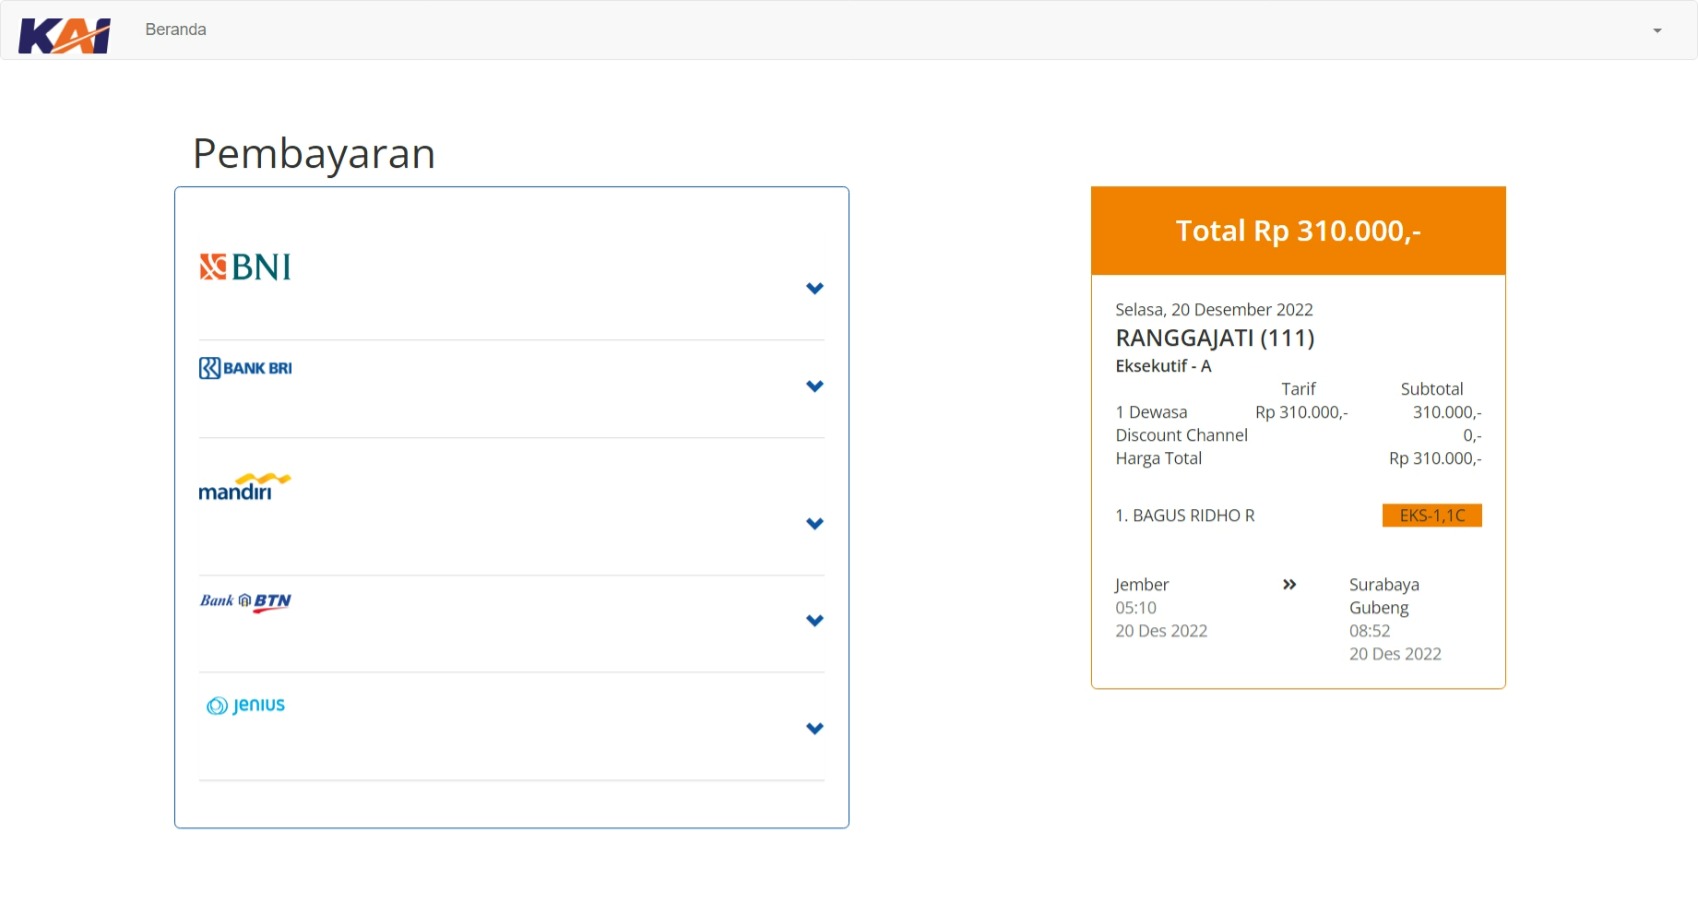 KAI
Beranda
Pembayaran
BNI
BANK BRI
mandiri
Bank BTN
Jenius
Total Rp 310.000,-
Selasa, 20 Desember 2022
RANGGAJATI (111)
Eksekutif - A
Tarif Subtotal
1 Dewasa Rp 310.000,- 310.000,-
Discount Channel 0,-
Harga Total Rp 310.000,-
1. BAGUS RIDHO R EKS-1,1C
Jember » Surabaya
05:10 Gubeng
20 Des 2022 08:52
20 Des 2022